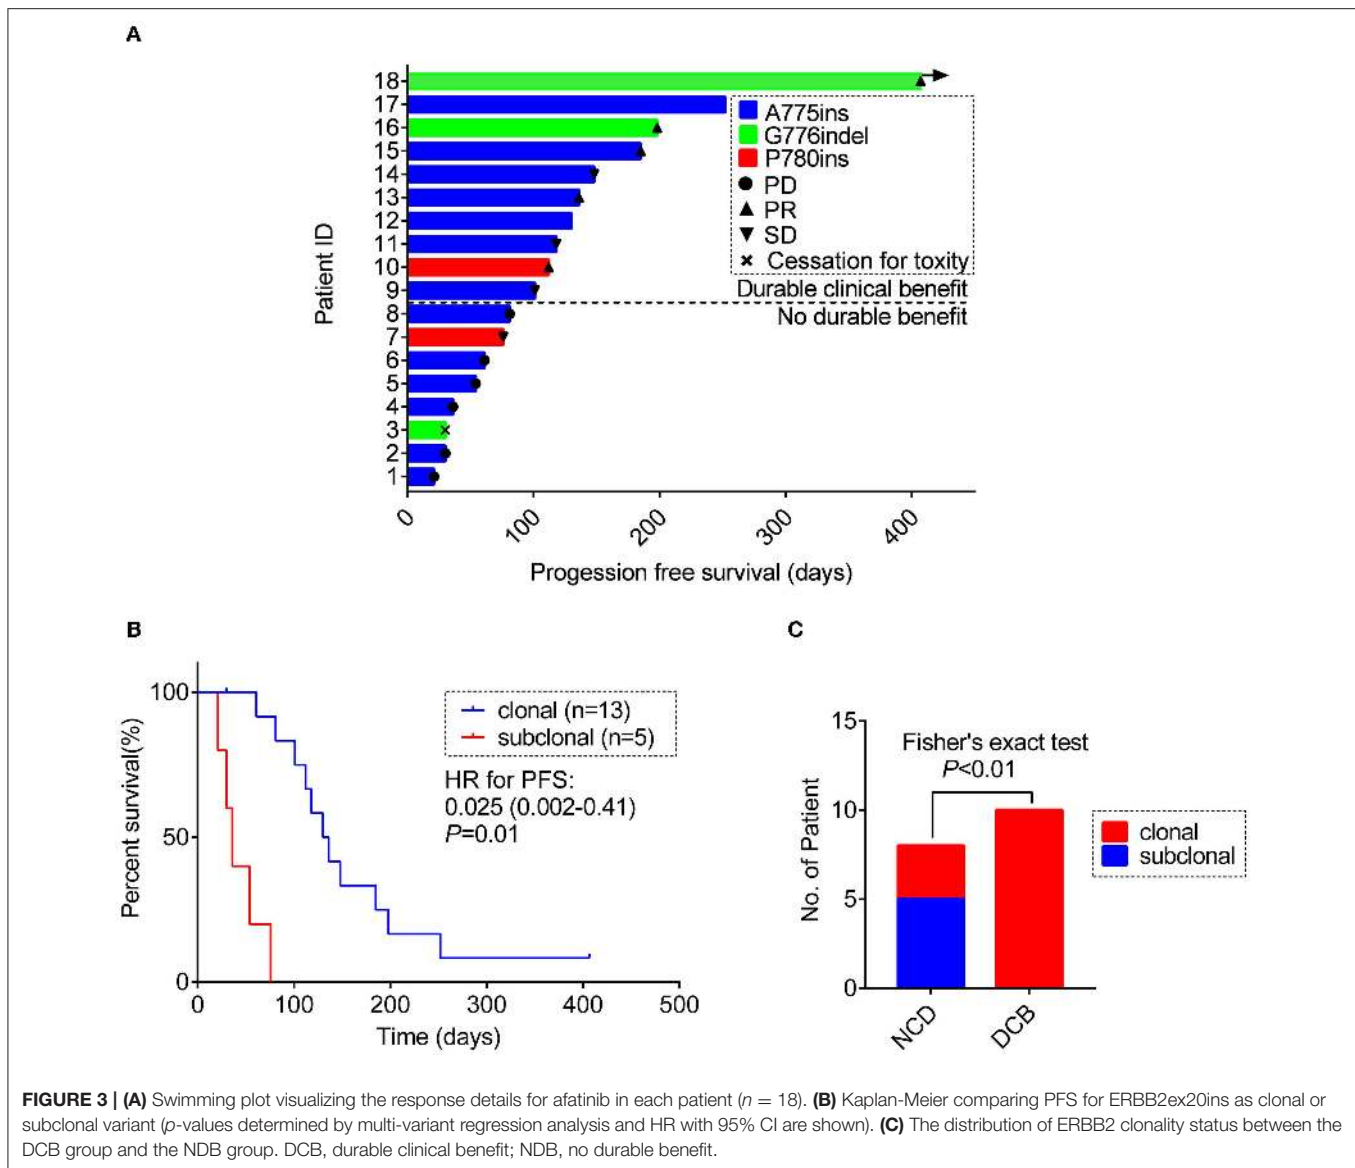 A
18
17
16
15
14
13
12
11
10
9
8
7
6
5
4
3
2
1
Patient ID
A775ins
G776indel
P780ins
PD
PR
SD
Cessation for toxity
Durable clinical benefit
No durable benefit
0
100
200
300
400
Progession free survival (days)
B
100
50
0
Percent survival(%)
clonal (n=13)
subclonal (n=5)
HR for PFS:
0.025 (0.002-0.41)
P=0.01
0 100 200 300 400 500
Time (days)
C
15
10
5
0
No. of Patient
Fisher's exact test
P<0.01
clonal
subclonal
NCD
DCB
FIGURE 3 | (A) Swimming plot visualizing the response details for afatinib in each patient (n = 18). (B) Kaplan-Meier comparing PFS for ERBB2ex20ins as clonal or
subclonal variant (p-values determined by multi-variant regression analysis and HR with 95% CI are shown). (C) The distribution of ERBB2 clonality status between the
DCB group and the NDB group. DCB, durable clinical benefit; NDB, no durable benefit.